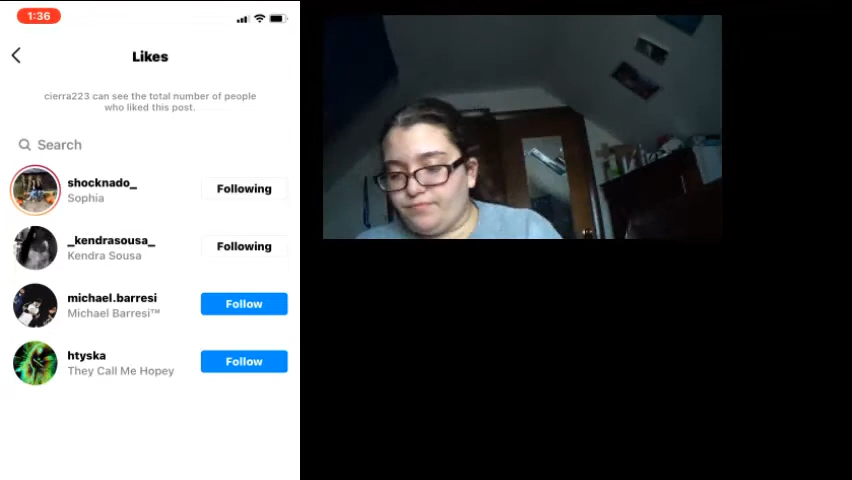 1:36
Likes
cierra223 can see the total number of people
who liked this post.
Search
shocknado_
Sophia
Following
_kendrasousa_
Kendra Sousa
Following
michael.barresi
Michael Barresi™
Follow
htyska
They Call Me Hopey
Follow